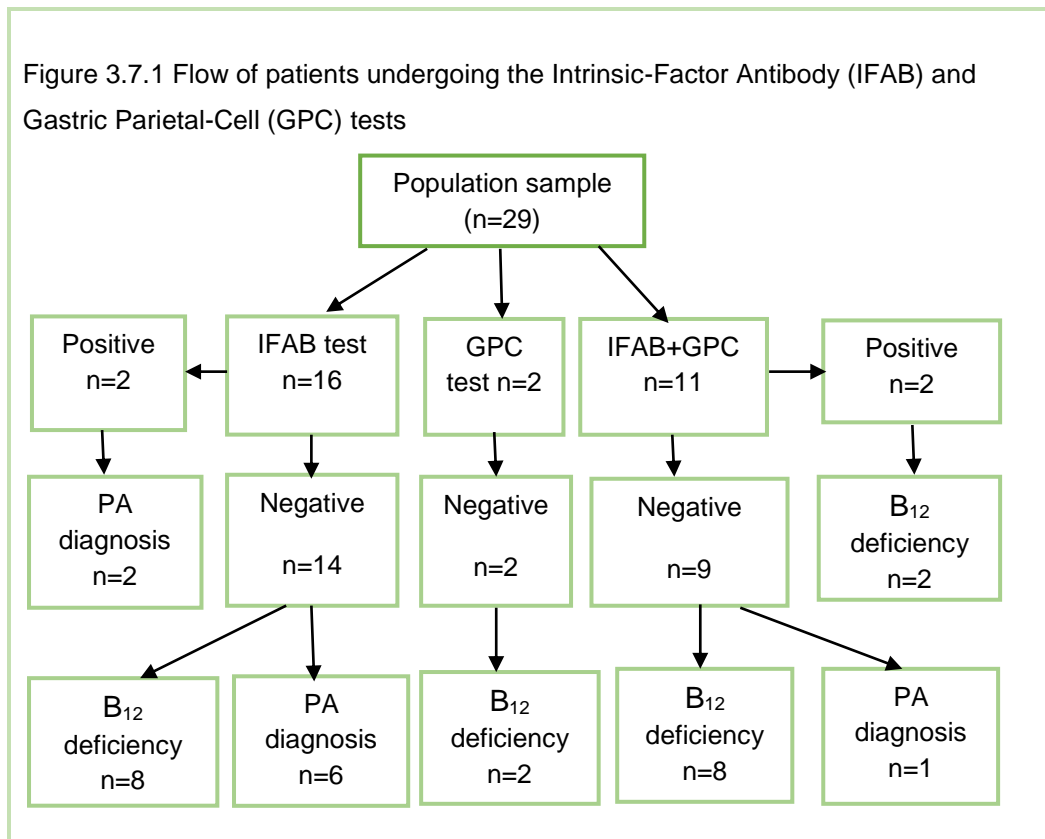 Figure 3.7.1 Flow of patients undergoing the Intrinsic-Factor Antibody (IFAB) and
Gastric Parietal-Cell (GPC) tests
Population sample
(n=29)
Positive
n=2
IFAB test
n=16
GPC
test n=2
IFAB+GPC
n=11
Positive
n=2
PA
diagnosis
n=2
Negative
n=14
Negative
n=2
Negative
n=9
B₁₂
deficiency
n=2
B₁₂
deficiency
n=8
PA
diagnosis
n=6
B₁₂
deficiency
n=2
B₁₂
deficiency
n=8
PA
diagnosis
n=1